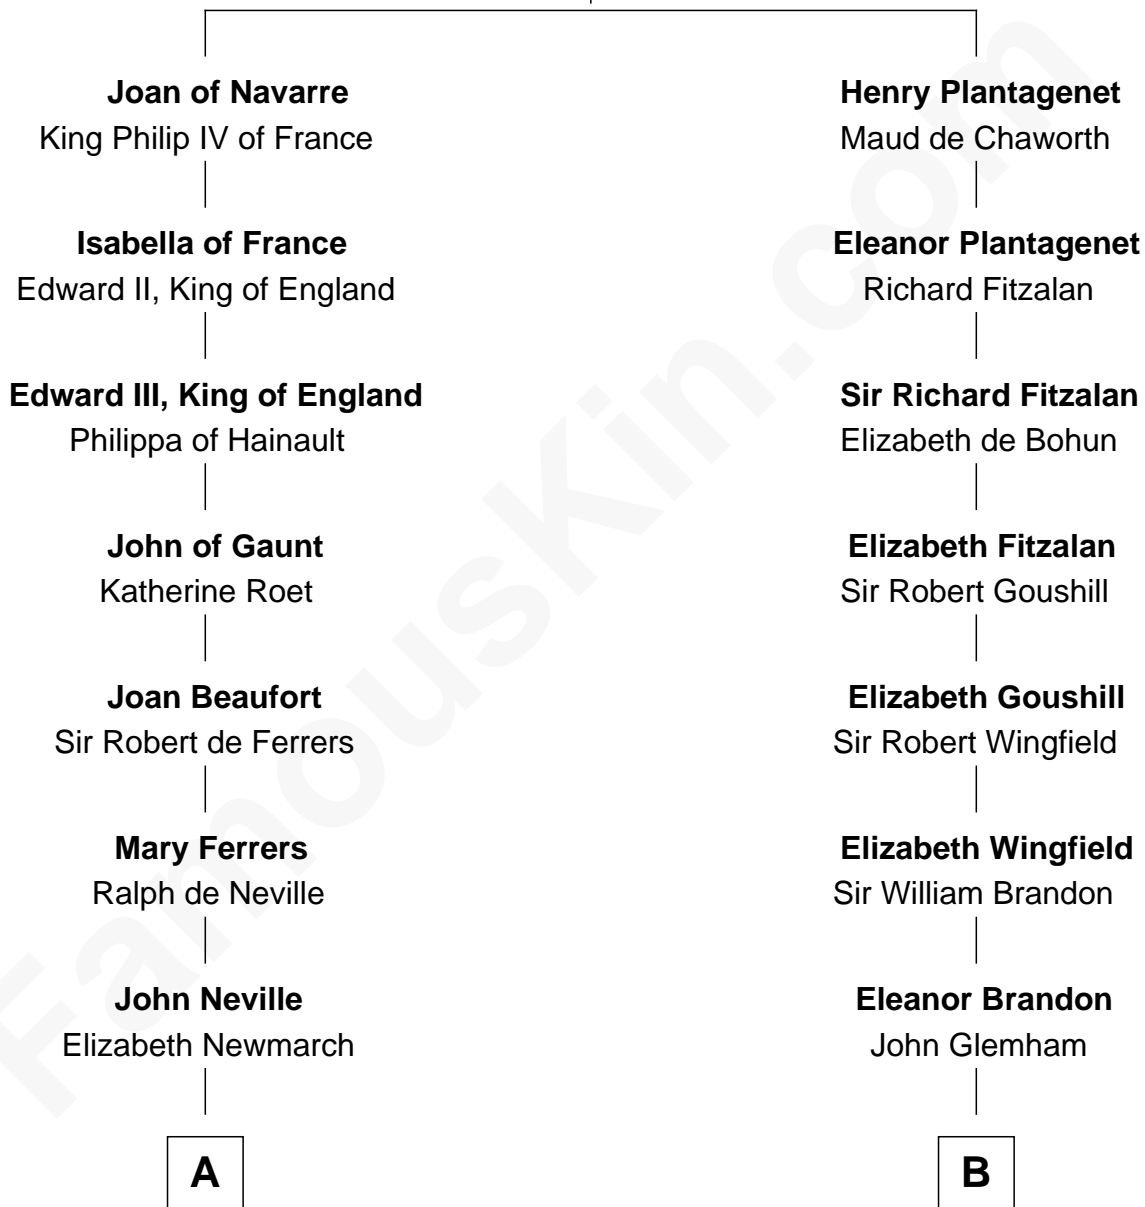 Joan of Navarre
King Philip IV of France
Isabella of France
Edward II, King of England
Edward III, King of England
Philippa of Hainault
John of Gaunt
Katherine Roet
Joan Beaufort
Sir Robert de Ferrers
Mary Ferrers
Ralph de Neville
John Neville
Elizabeth Newmarch
A
Henry Plantagenet
Maud de Chaworth
Eleanor Plantagenet
Richard Fitzalan
Sir Richard Fitzalan
Elizabeth de Bohun
Elizabeth Fitzalan
Sir Robert Goushill
Elizabeth Goushill
Sir Robert Wingfield
Elizabeth Wingfield
Sir William Brandon
Eleanor Brandon
John Glemham
B
FamousKin.com